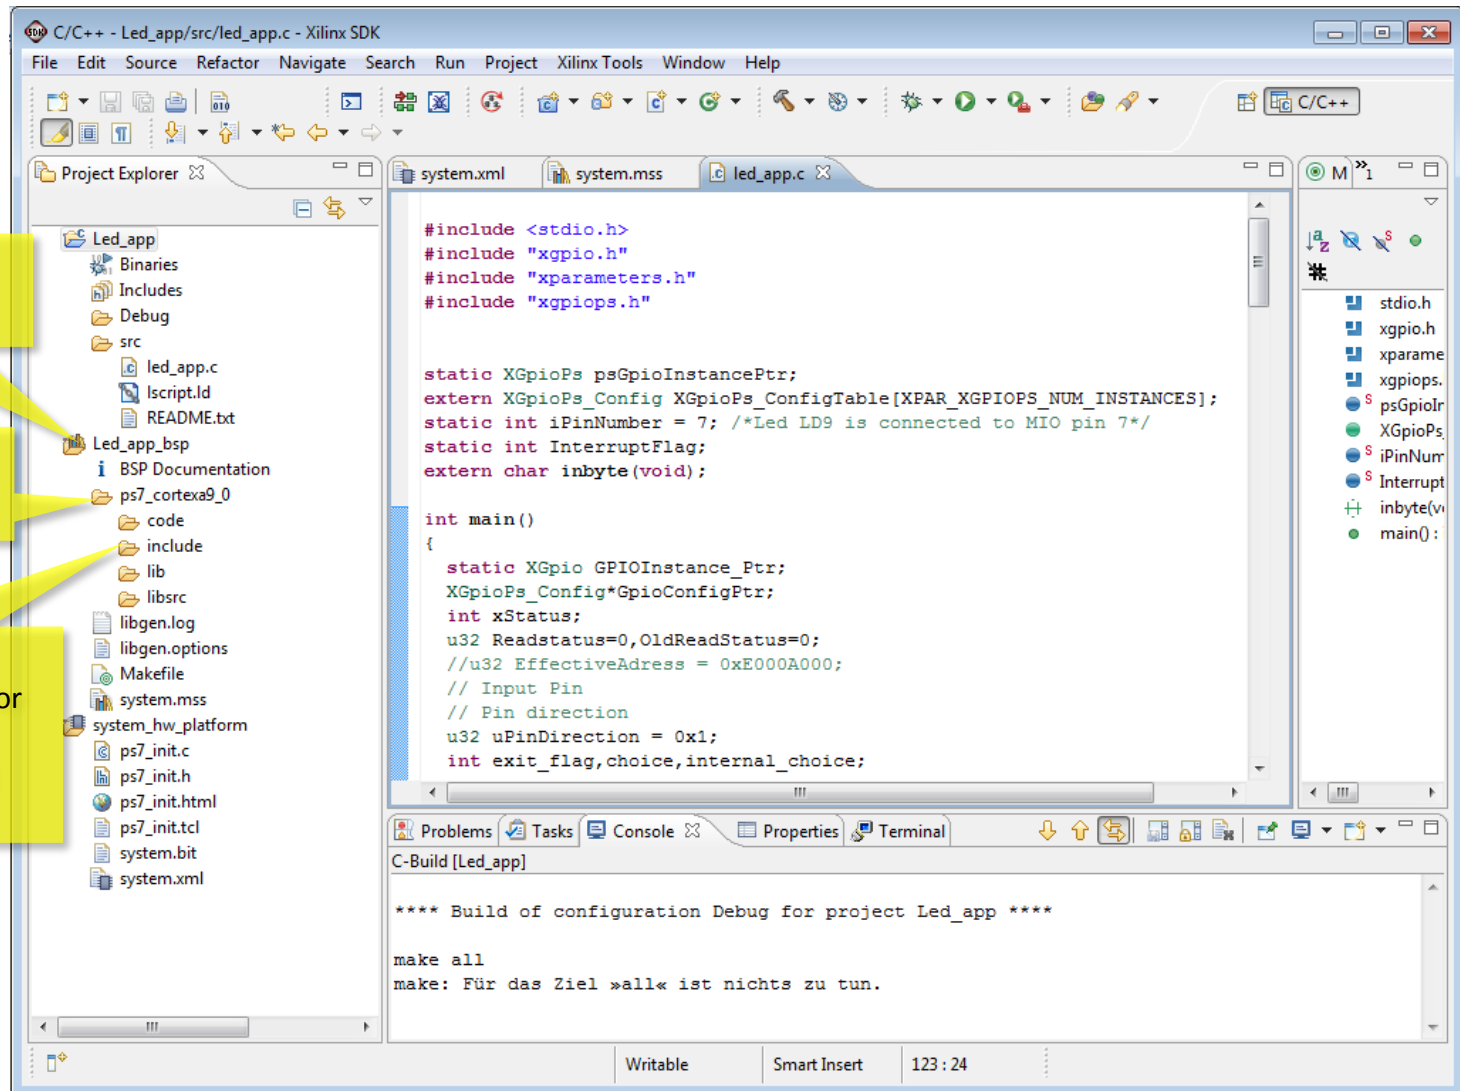 C/C++ - Led_app/src/led_app.c - Xilinx SDK
File Edit Source Refactor Navigate Search Run Project Xilinx Tools Window Help
C/C++
Project Explorer
Led_app
Binaries
Includes
Debug
src
led_app.c
lscript.ld
README.txt
Led_app_bsp
BSP Documentation
ps7_cortexa9_0
code
include
lib
libsrc
libgen.log
libgen.options
Makefile
system.mss
system_hw_platform
ps7_init.c
ps7_init.h
ps7_init.html
ps7_init.tcl
system.bit
system.xml
or
system.xml system.mss led_app.c
#include <stdio.h>
#include "xgpio.h"
#include "xparameters.h"
#include "xgpiops.h"
static XGpioPs psGpioInstancePtr;
extern XGpioPs_Config XGpioPs_ConfigTable[XPAR_XGPIOPS_NUM_INSTANCES];
static int iPinNumber = 7; /*Led LD9 is connected to MIO pin 7*/
static int InterruptFlag;
extern char inbyte(void);
int main()
{
static XGpio GPIOInstance_Ptr;
XGpioPs_Config*GpioConfigPtr;
int xStatus;
u32 Readstatus=0,OldReadStatus=0;
//u32 EffectiveAdress = 0xE000A000;
// Input Pin
// Pin direction
u32 uPinDirection = 0x1;
int exit_flag,choice,internal_choice;
M »1
stdio.h
xgpio.h
xparame
xgpiops.
psGpioIn
XGpioPs_
iPinNum
Interrupt
inbyte(v
main() :
Problems Tasks Console Properties Terminal
C-Build [Led_app]
**** Build of configuration Debug for project Led_app ****
make all
make: Für das Ziel »all« ist nichts zu tun.
Writable Smart Insert 123 : 24